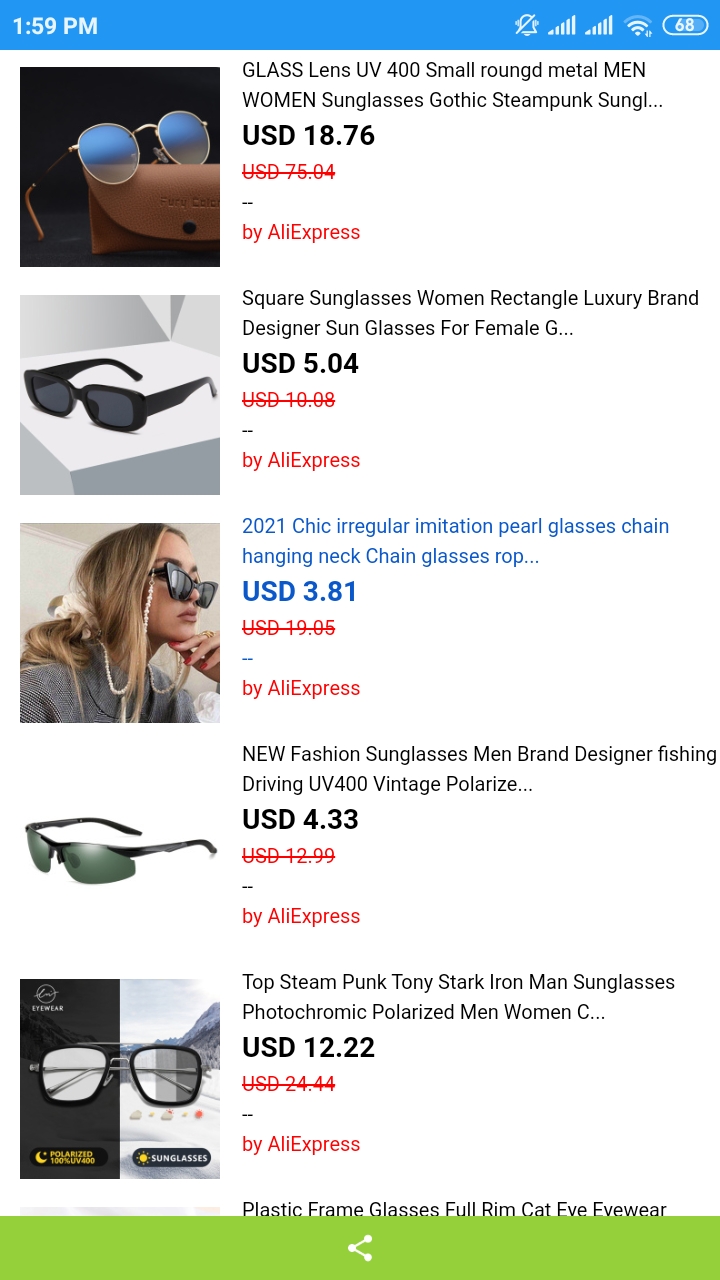 1:59 PM
68
GLASS Lens UV 400 Small roungd metal MEN
WOMEN Sunglasses Gothic Steampunk Sungl...
USD 18.76
USD 75.04
--
by AliExpress
Square Sunglasses Women Rectangle Luxury Brand
Designer Sun Glasses For Female G...
USD 5.04
USD 10.08
--
by AliExpress
2021 Chic irregular imitation pearl glasses chain
hanging neck Chain glasses rop...
USD 3.81
USD 19.05
--
by AliExpress
NEW Fashion Sunglasses Men Brand Designer fishing
Driving UV400 Vintage Polarize...
USD 4.33
USD 12.99
--
by AliExpress
EYEWEAR
POLARIZED
100%UV400
SUNGLASSES
Top Steam Punk Tony Stark Iron Man Sunglasses
Photochromic Polarized Men Women C...
USD 12.22
USD 24.44
--
by AliExpress
Plastic Frame Glasses Full Rim Cat Eye Eyewear